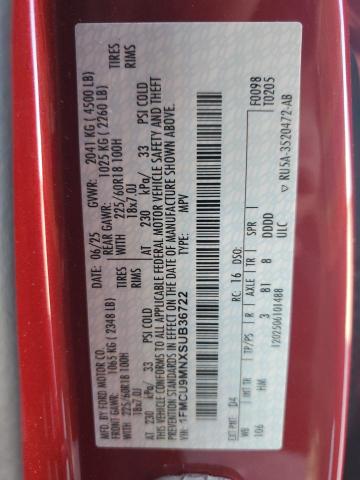 MFD. BY FORD MOTOR CO.
DATE: 06/25 GVWR: 2041 KG ( 4500 LB)
FRONT GAWR: 1065 KG ( 2348 LB) REAR GAWR: 1025 KG ( 2260 LB)
WITH 225/60R18 100H TIRES WITH 225/60R18 100H TIRES
18x7.0J RIMS 18x7.0J RIMS
AT 230 kPa/ 33 PSI COLD AT 230 kPa/ 33 PSI COLD
THIS VEHICLE CONFORMS TO ALL APPLICABLE FEDERAL MOTOR VEHICLE SAFETY AND THEFT
PREVENTION STANDARDS IN EFFECT ON THE DATE OF MANUFACTURE SHOWN ABOVE.
VIN: 1FMCU9MNXSUB36722
TYPE: MPV
F0098
T0205
EXT PNT: D4 RC: 16 DSO:
WB TP/PS R AXLE TR SPR
106 HM 3 B1 8 DDDD
ULC
1202506101488
▽ RU5A-3520472-AB